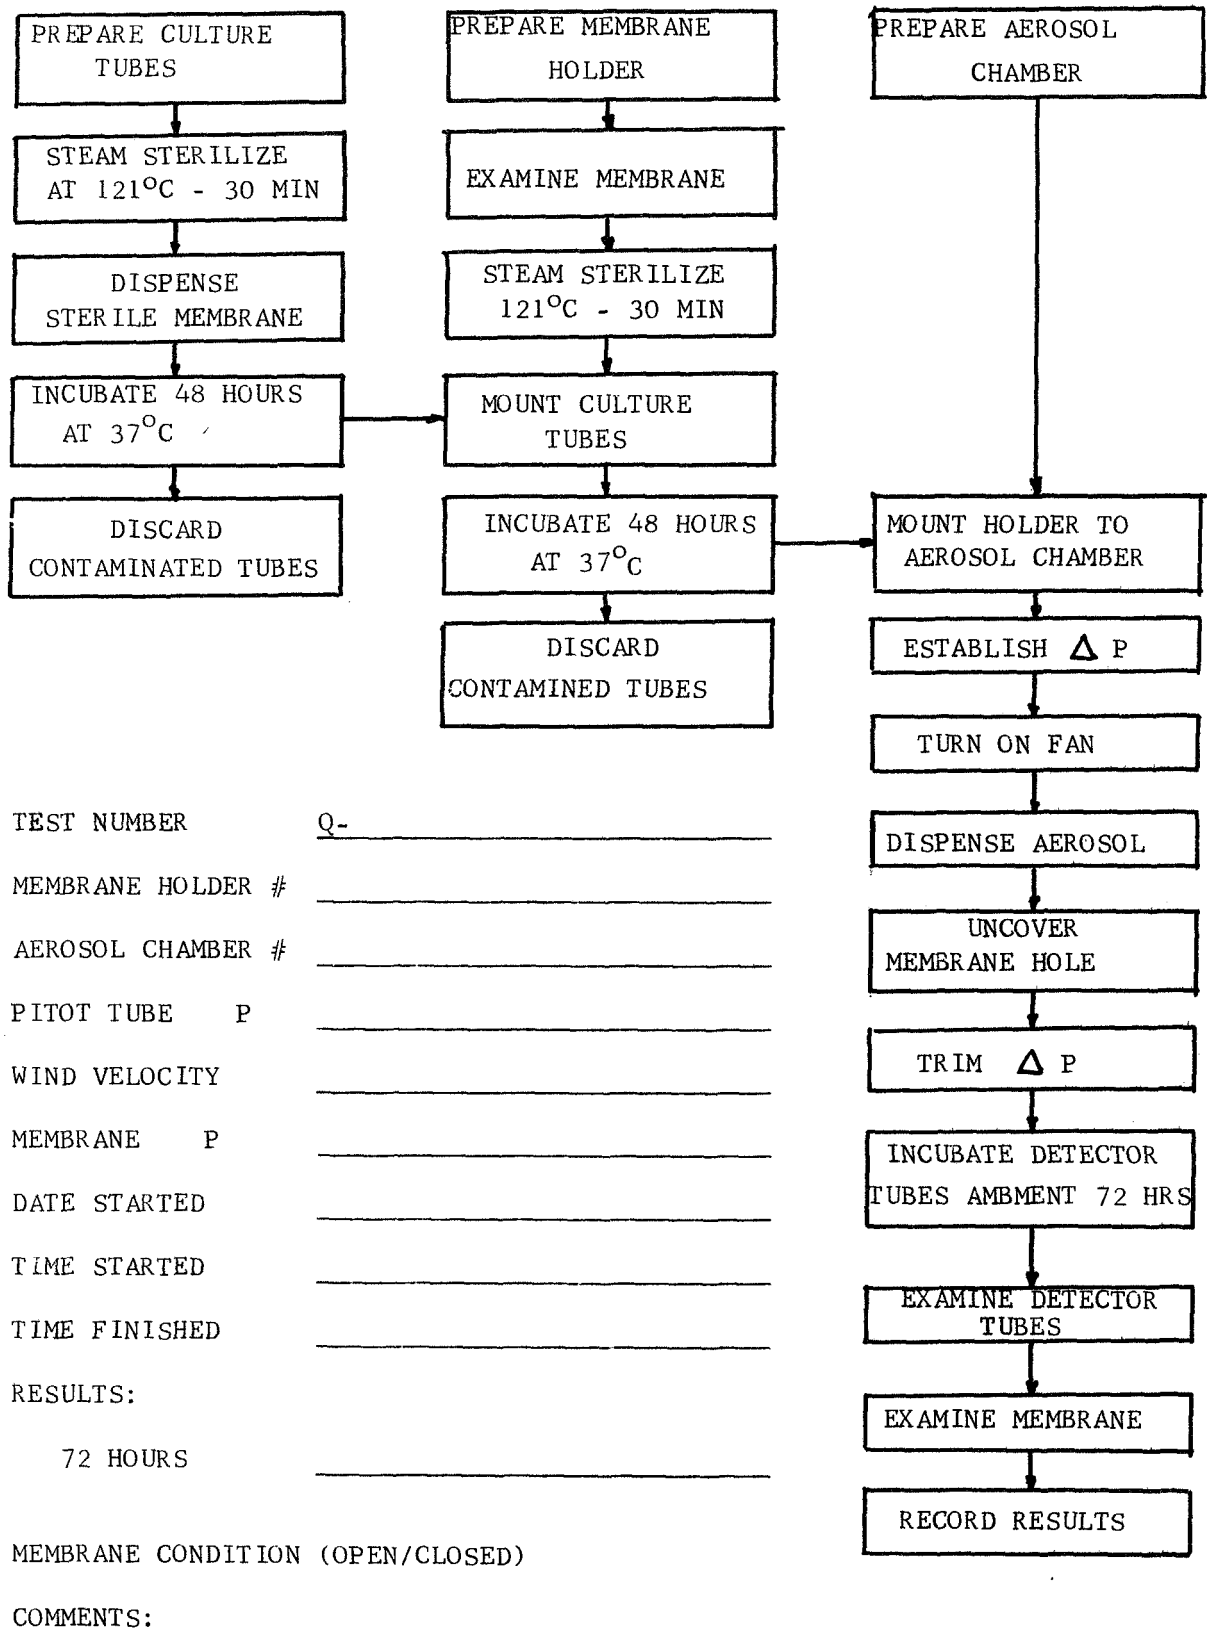 PREPARE CULTURE
TUBES
STEAM STERILIZE
AT 121°C - 30 MIN
DISPENSE
STERILE MEMBRANE
INCUBATE 48 HOURS
AT 37°C
DISCARD
CONTAMINATED TUBES
PREPARE MEMBRANE
HOLDER
EXAMINE MEMBRANE
STEAM STERILIZE
121°C - 30 MIN
MOUNT CULTURE
TUBES
INCUBATE 48 HOURS
AT 37°C
DISCARD
CONTAMINED TUBES
PREPARE AEROSOL
CHAMBER
MOUNT HOLDER TO
AEROSOL CHAMBER
ESTABLISH Δ P
TURN ON FAN
DISPENSE AEROSOL
UNCOVER
MEMBRANE HOLE
TRIM Δ P
INCUBATE DETECTOR
TUBES AMBMENT 72 HRS
EXAMINE DETECTOR
TUBES
EXAMINE MEMBRANE
RECORD RESULTS
TEST NUMBER Q-
MEMBRANE HOLDER #
AEROSOL CHAMBER #
PITOT TUBE P
WIND VELOCITY
MEMBRANE P
DATE STARTED
TIME STARTED
TIME FINISHED
RESULTS:
72 HOURS
MEMBRANE CONDITION (OPEN/CLOSED)
COMMENTS: